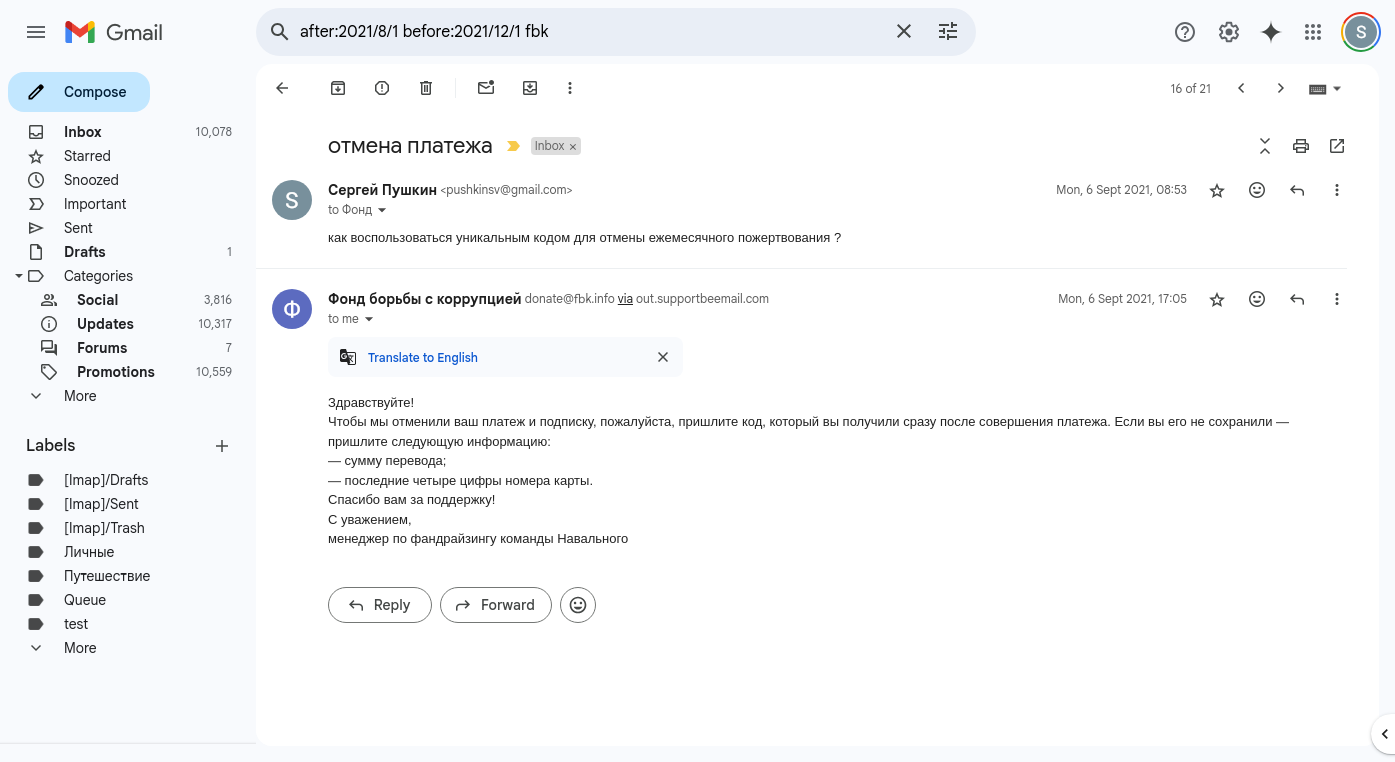 Gmail
after:2021/8/1 before:2021/12/1 fbk
S
Compose
16 of 21
Inbox 10,078
Starred
Snoozed
Important
Sent
Drafts 1
Categories
Social 3,816
Updates 10,317
Forums 7
Promotions 10,559
More
Labels
[Imap]/Drafts
[Imap]/Sent
[Imap]/Trash
Личные
Путешествие
Queue
test
More
отмена платежа Inbox ×
S
Сергей Пушкин <pushkinsv@gmail.com> Mon, 6 Sept 2021, 08:53
to Фонд
как воспользоваться уникальным кодом для отмены ежемесячного пожертвования ?
Ф
Фонд борьбы с коррупцией donate@fbk.info via out.supportbeemail.com Mon, 6 Sept 2021, 17:05
to me
Translate to English
Здравствуйте!
Чтобы мы отменили ваш платеж и подписку, пожалуйста, пришлите код, который вы получили сразу после совершения платежа. Если вы его не сохранили —
пришлите следующую информацию:
— сумму перевода;
— последние четыре цифры номера карты.
Спасибо вам за поддержку!
С уважением,
менеджер по фандрайзингу команды Навального
Reply Forward